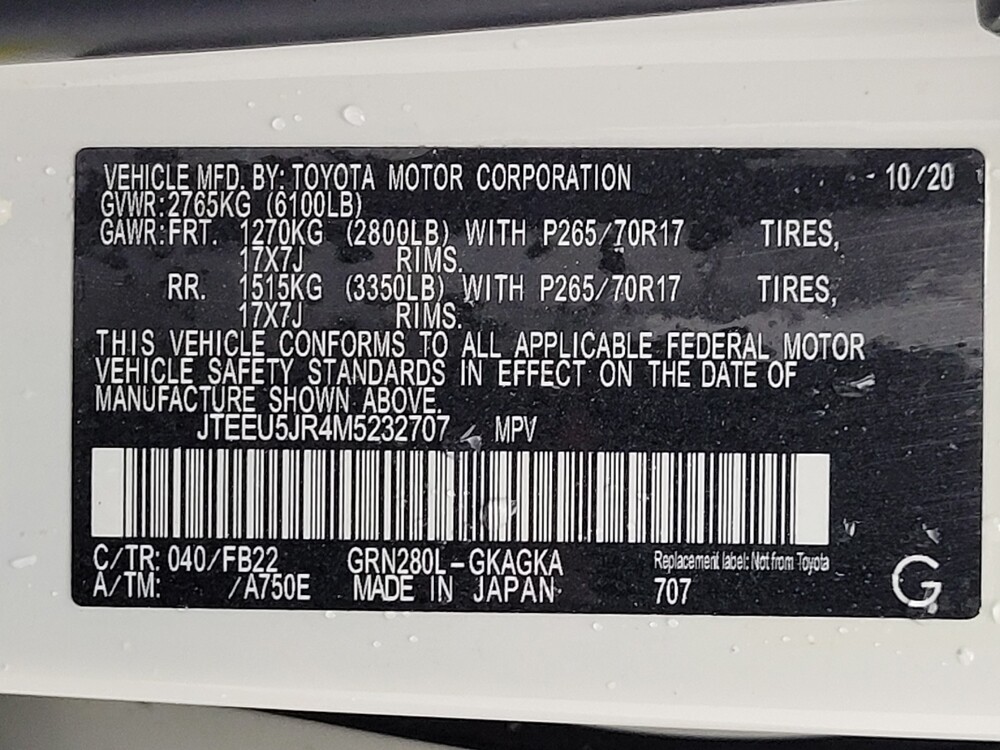 VEHICLE MFD. BY: TOYOTA MOTOR CORPORATION 10/20
GVWR: 2765KG (6100LB)
GAWR: FRT. 1270KG (2800LB) WITH P265/70R17 TIRES,
17X7J RIMS.
RR. 1515KG (3350LB) WITH P265/70R17 TIRES,
17X7J RIMS.
THIS VEHICLE CONFORMS TO ALL APPLICABLE FEDERAL MOTOR
VEHICLE SAFETY STANDARDS IN EFFECT ON THE DATE OF
MANUFACTURE SHOWN ABOVE.
JTEEU5JR4M5232707 MPV
C/TR: 040/FB22 GRN280L-GKAGKA Replacement label: Not from Toyota
A/TM: /A750E MADE IN JAPAN 707 G